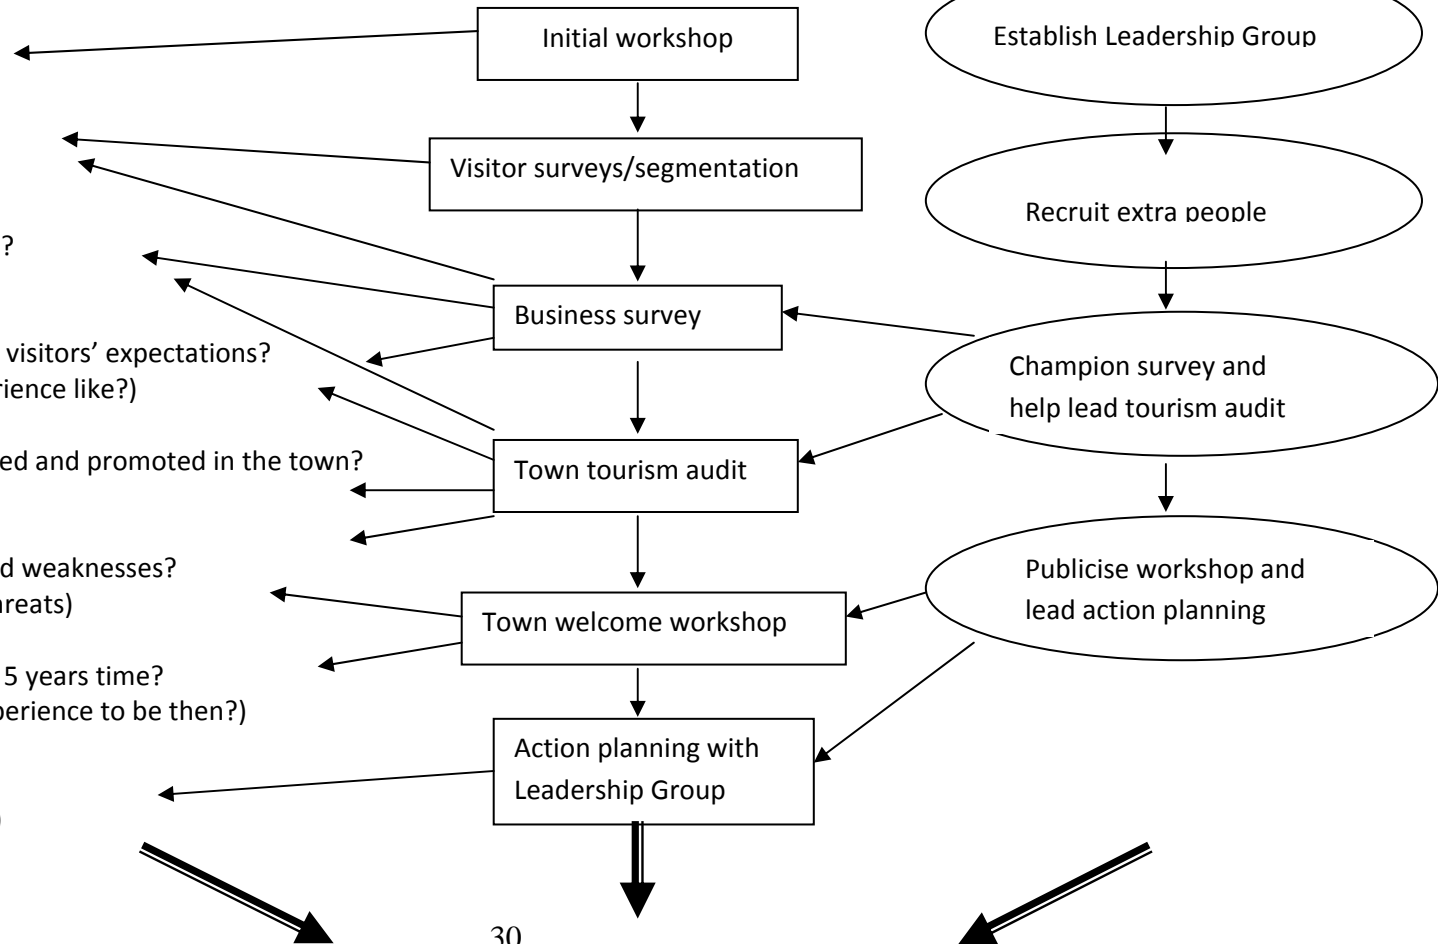 Initial workshop
Establish Leadership Group
Visitor surveys/segmentation
Recruit extra people
?
Business survey
visitors’ expectations?
rience like?)
Champion survey and
help lead tourism audit
ed and promoted in the town?
Town tourism audit
d weaknesses?
reats)
Publicise workshop and
lead action planning
Town welcome workshop
5 years time?
perience to be then?)
Action planning with
Leadership Group
)
30